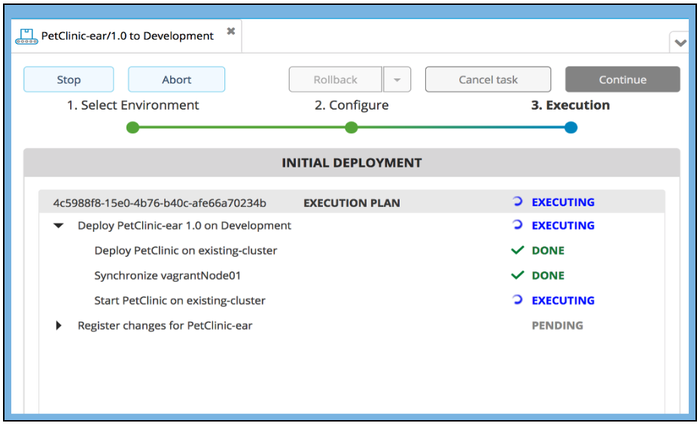 PetClinic-ear/1.0 to Development
Stop Abort Rollback Cancel task Continue
1. Select Environment 2. Configure 3. Execution
INITIAL DEPLOYMENT
4c5988f8-15e0-4b76-b40c-afe66a70234b EXECUTION PLAN EXECUTING
Deploy PetClinic-ear 1.0 on Development EXECUTING
Deploy PetClinic on existing-cluster DONE
Synchronize vagrantNode01 DONE
Start PetClinic on existing-cluster EXECUTING
Register changes for PetClinic-ear PENDING